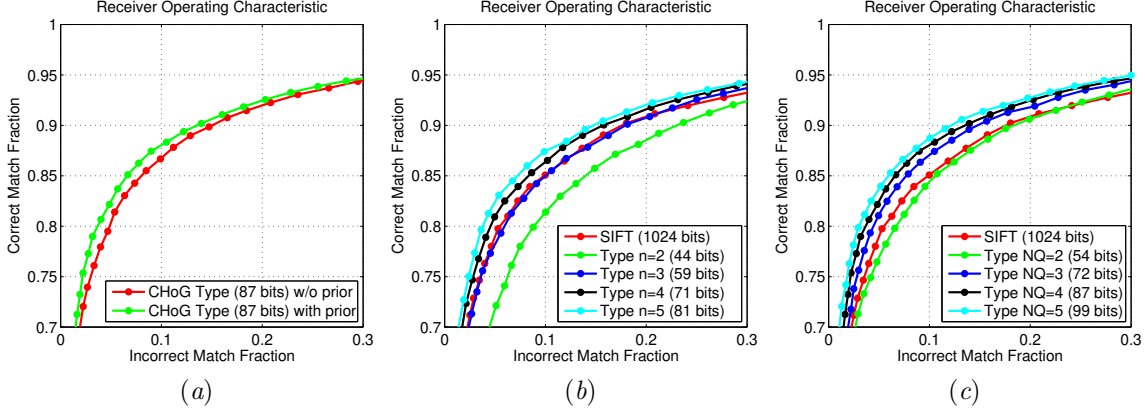 Receiver Operating Characteristic
1
0.95
0.9
0.85
0.8
0.75
0.7
Correct Match Fraction
0
0.1
0.2
0.3
Incorrect Match Fraction
CHoG Type (87 bits) w/o prior
CHoG Type (87 bits) with prior
(a)
Receiver Operating Characteristic
1
0.95
0.9
0.85
0.8
0.75
0.7
Correct Match Fraction
0
0.1
0.2
0.3
Incorrect Match Fraction
SIFT (1024 bits)
Type n=2 (44 bits)
Type n=3 (59 bits)
Type n=4 (71 bits)
Type n=5 (81 bits)
(b)
Receiver Operating Characteristic
1
0.95
0.9
0.85
0.8
0.75
0.7
Correct Match Fraction
0
0.1
0.2
0.3
Incorrect Match Fraction
SIFT (1024 bits)
Type NQ=2 (54 bits)
Type NQ=3 (72 bits)
Type NQ=4 (87 bits)
Type NQ=5 (99 bits)
(c)